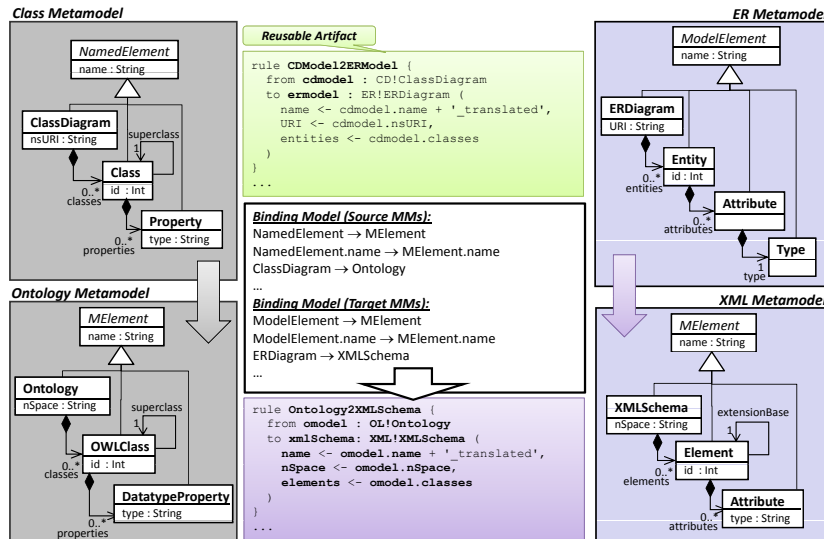 Class Metamodel
NamedElement
name : String
ClassDiagram
nsURI : String
superclass
1
Class
id : Int
0..*
classes
Property
type : String
0..*
properties
Ontology Metamodel
MElement
name : String
Ontology
nSpace : String
superclass
1
OWLClass
id : Int
0..*
classes
DatatypeProperty
type : String
0..*
properties
Reusable Artifact
rule CDModel2ERModel {
from cdmodel : CD!ClassDiagram
to ermodel : ER!ERDiagram (
name <- cdmodel.name + '_translated',
URI <- cdmodel.nsURI,
entities <- cdmodel.classes
)
}
...
Binding Model (Source MMs):
NamedElement → MElement
NamedElement.name → MElement.name
ClassDiagram → Ontology
...
Binding Model (Target MMs):
ModelElement → MElement
ModelElement.name → MElement.name
ERDiagram → XMLSchema
...
rule Ontology2XMLSchema {
from omodel : OL!Ontology
to xmlSchema: XML!XMLSchema (
name <- omodel.name + '_translated',
nSpace <- omodel.nSpace,
elements <- omodel.classes
)
}
...
ER Metamodel
ModelElement
name : String
ERDiagram
URI : String
Entity
id : Int
0..*
entities
Attribute
0..*
attributes
Type
1
type
XML Metamodel
MElement
name : String
XMLSchema
nSpace : String
extensionBase
1
Element
id : Int
0..*
elements
Attribute
type : String
0..*
attributes